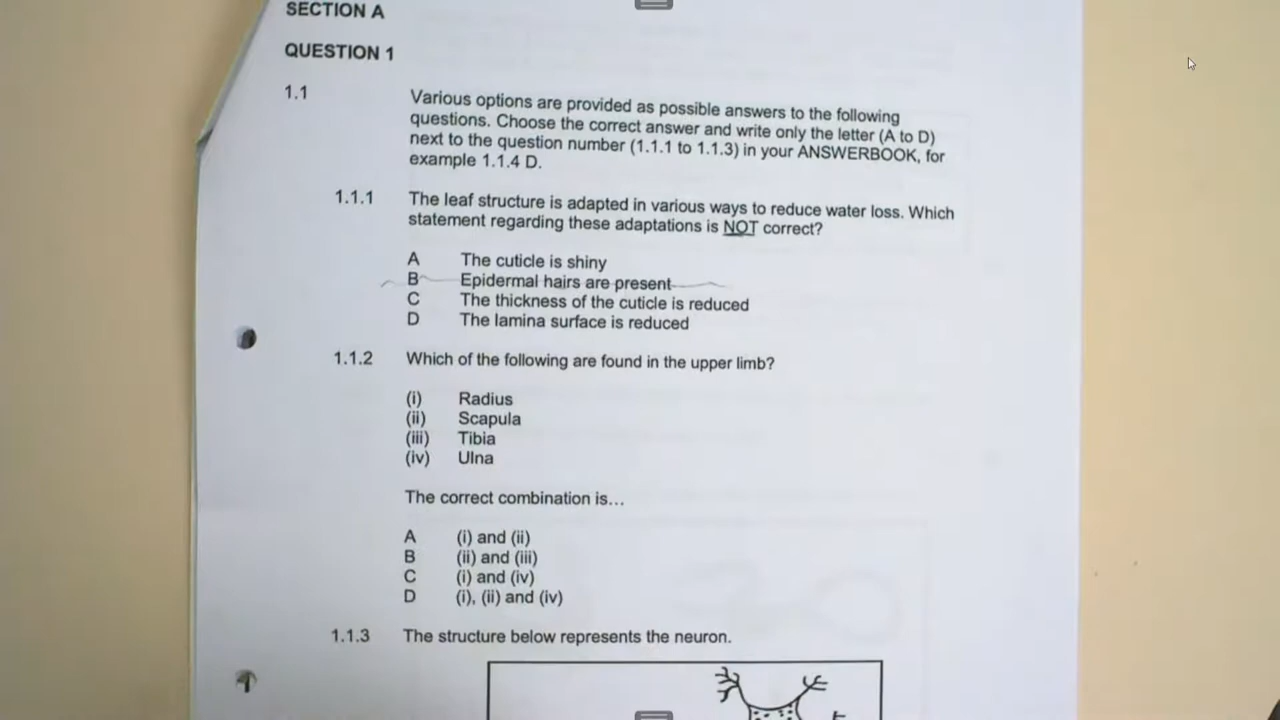 SECTION A
QUESTION 1
1.1 Various options are provided as possible answers to the following
questions. Choose the correct answer and write only the letter (A to D)
next to the question number (1.1.1 to 1.1.3) in your ANSWERBOOK, for
example 1.1.4 D.
1.1.1 The leaf structure is adapted in various ways to reduce water loss. Which
statement regarding these adaptations is NOT correct?
A The cuticle is shiny
B Epidermal hairs are present
C The thickness of the cuticle is reduced
D The lamina surface is reduced
1.1.2 Which of the following are found in the upper limb?
(i) Radius
(ii) Scapula
(iii) Tibia
(iv) Ulna
The correct combination is...
A (i) and (ii)
B (ii) and (iii)
C (i) and (iv)
D (i), (ii) and (iv)
1.1.3 The structure below represents the neuron.